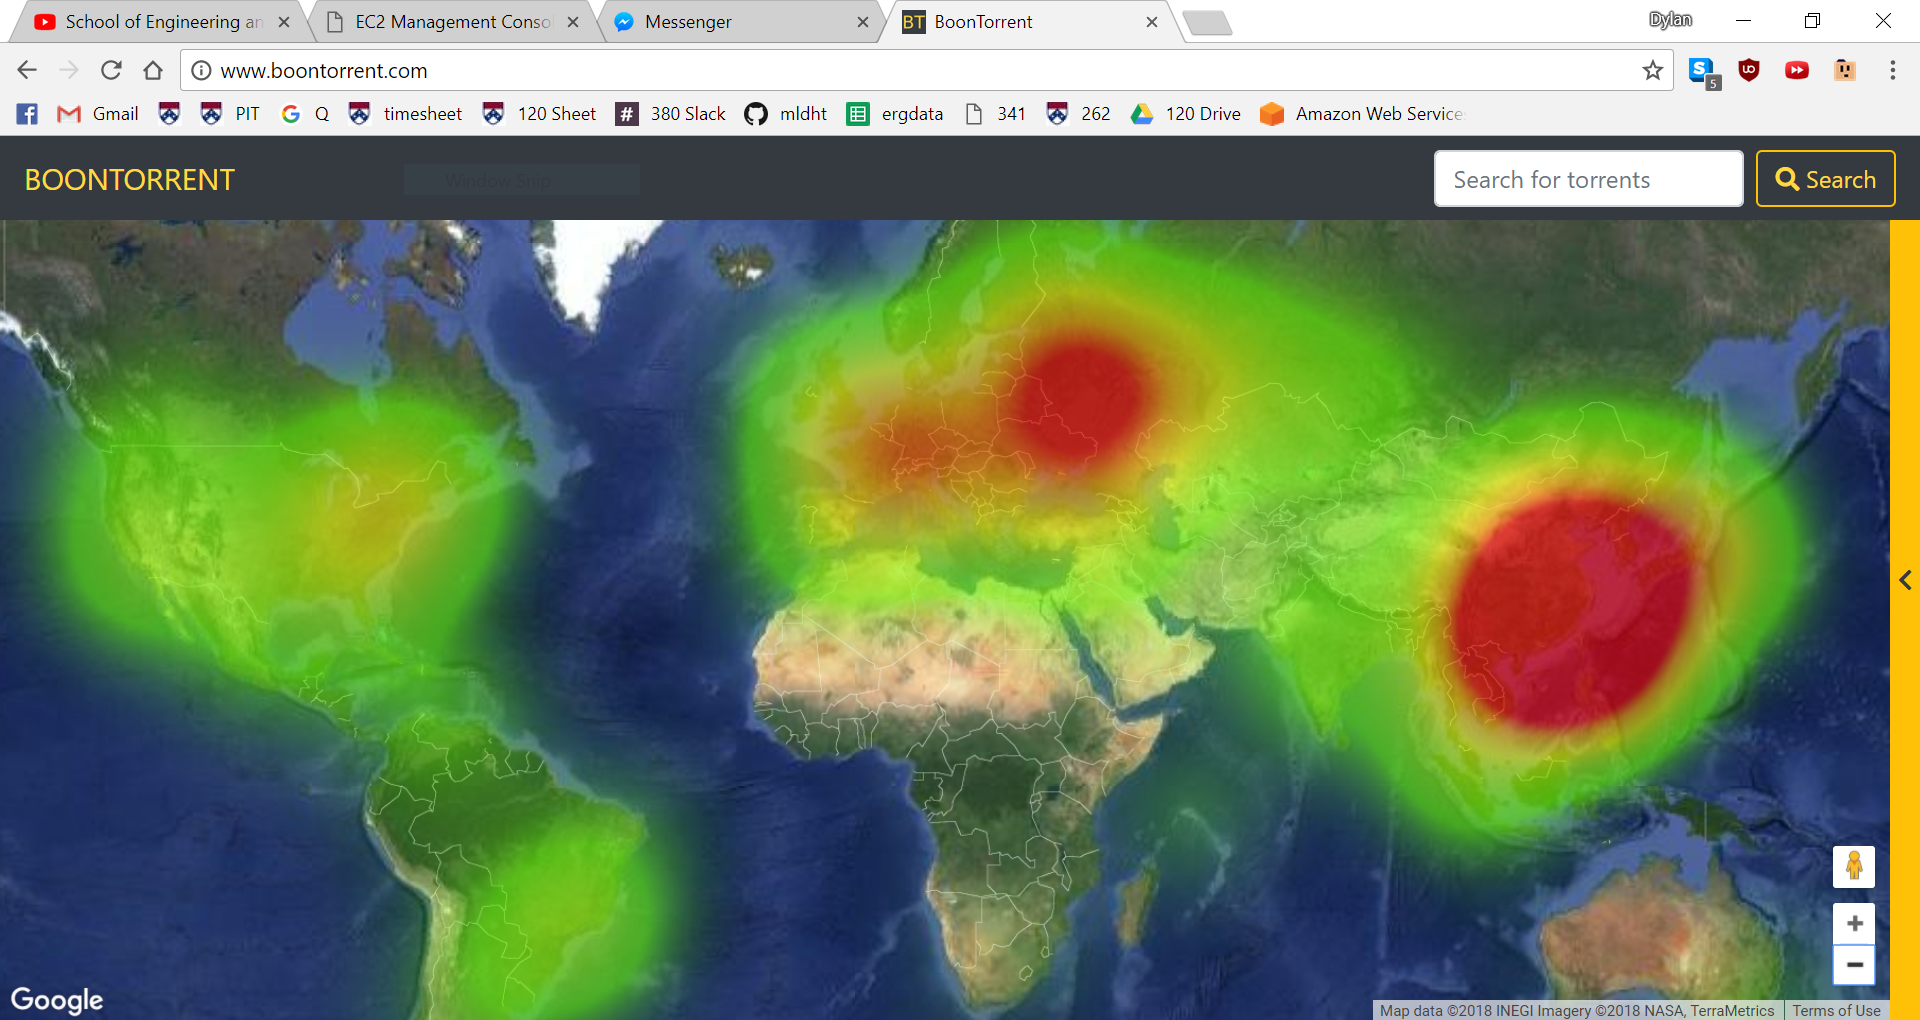 School of Engineering an
EC2 Management Conso
Messenger
BT BoonTorrent
Dylan
www.boontorrent.com
S 5
Gmail
PIT
G Q
timesheet
120 Sheet
# 380 Slack
mldht
ergdata
341
262
120 Drive
Amazon Web Service
BOONTORRENT
Window Snip
Search for torrents
Search
Google
Map data ©2018 INEGI Imagery ©2018 NASA, TerraMetrics
Terms of Use